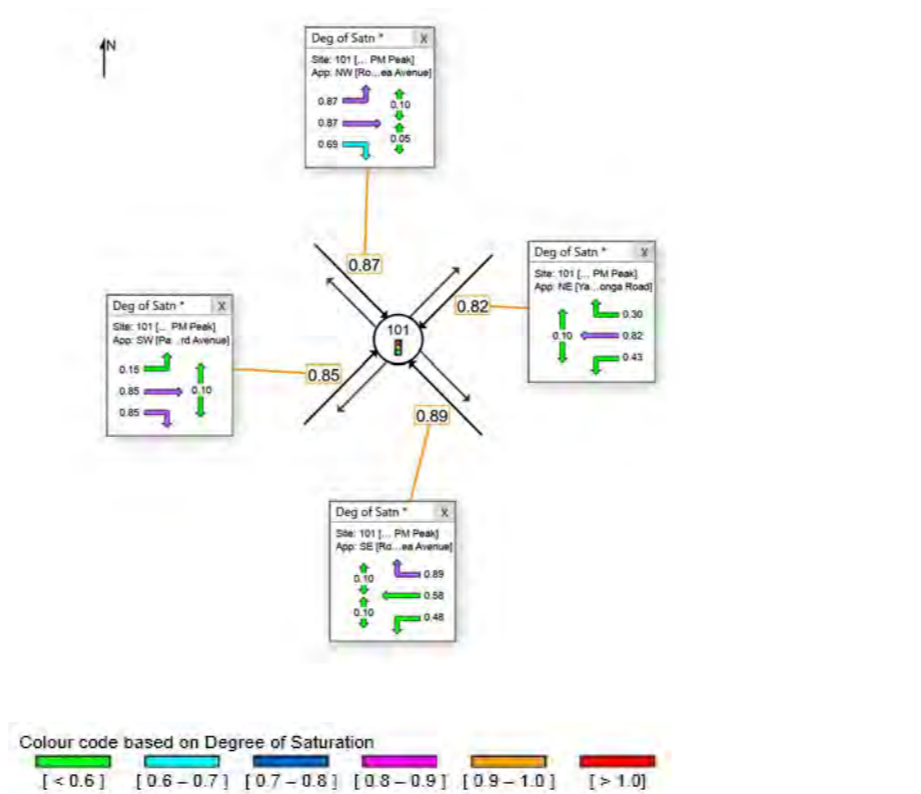 N
Deg of Satn * X
Site: 101 [... PM Peak]
App: NW [Ro...ea Avenue]
0.87
0.10
0.87
0.05
0.69
0.87
Deg of Satn * X
Site: 101 [... PM Peak]
App: NE [Ya...onga Road]
0.30
0.10 0.82
0.43
0.82
Deg of Satn * X
Site: 101 [... PM Peak]
App: SW [Pa...rd Avenue]
0.15
0.85 0.10
0.85
101
0.85
0.89
Deg of Satn * X
Site: 101 [... PM Peak]
App: SE [Ro...ea Avenue]
0.10 0.89
0.58
0.10 0.48
Colour code based on Degree of Saturation
[ < 0.6 ] [ 0.6 – 0.7 ] [ 0.7 – 0.8 ] [ 0.8 – 0.9 ] [ 0.9 – 1.0 ] [ > 1.0]